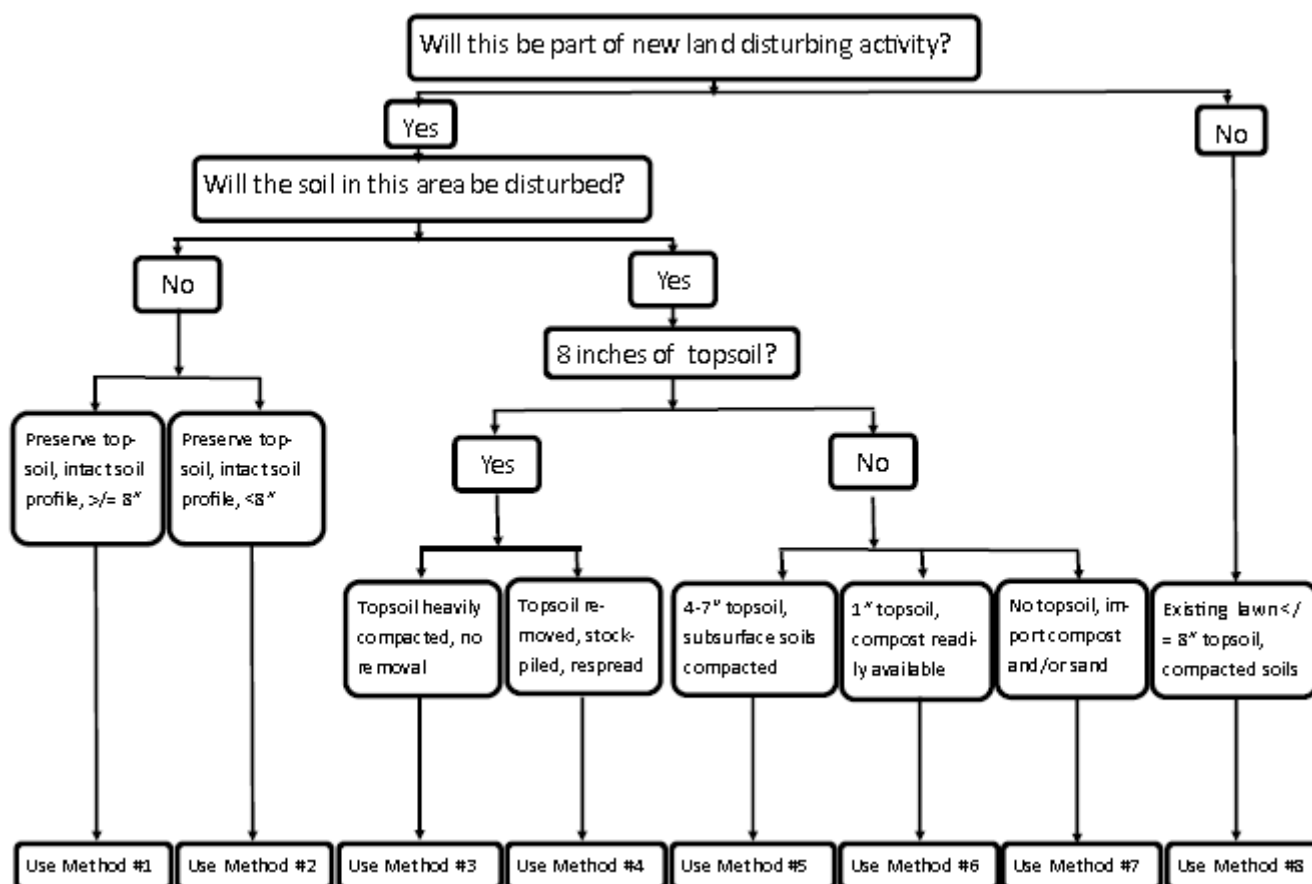 Will this be part of new land disturbing activity?
Yes
No
Will the soil in this area be disturbed?
No
Yes
8 inches of topsoil?
Yes
No
Preserve top-
soil, intact soil
profile, >/= 8"
Preserve top-
soil, intact soil
profile, <8"
Topsoil heavily
compacted, no
removal
Topsoil re-
moved, stock-
piled, respread
4-7" topsoil,
subsurface soils
compacted
1" topsoil,
compost readi-
ly available
No topsoil, im-
port compost
and/or sand
Existing lawn </
= 8" topsoil,
compacted soils
Use Method #1
Use Method #2
Use Method #3
Use Method #4
Use Method #5
Use Method #6
Use Method #7
Use Method #8